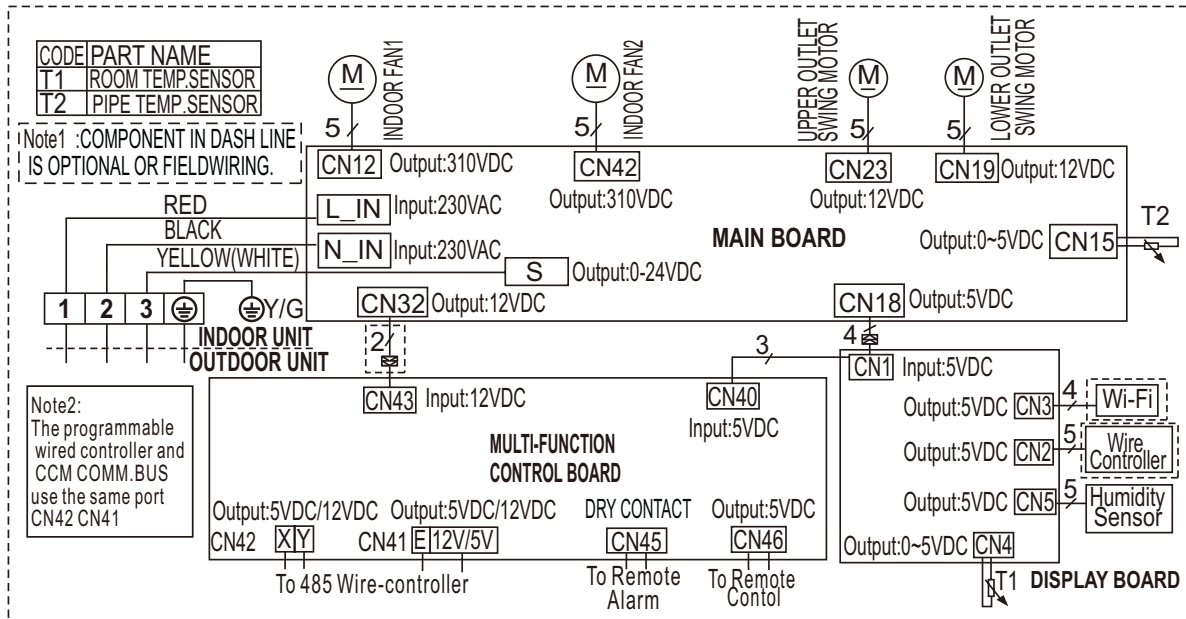 CODE PART NAME
T1 ROOM TEMP.SENSOR
T2 PIPE TEMP.SENSOR
Note1 :COMPONENT IN DASH LINE
IS OPTIONAL OR FIELDWIRING.
M
5
INDOOR FAN1
M
5
INDOOR FAN2
UPPER OUTLET
SWING MOTOR
M
5
M
5
LOWER OUTLET
SWING MOTOR
CN12 Output:310VDC
CN42
Output:310VDC
CN23
Output:12VDC
CN19 Output:12VDC
RED
L_IN Input:230VAC
BLACK
N_IN Input:230VAC
YELLOW(WHITE)
S Output:0-24VDC
MAIN BOARD
Output:0~5VDC CN15
T2
CN32 Output:12VDC
CN18 Output:5VDC
1 2 3
Y/G
INDOOR UNIT
OUTDOOR UNIT
2
4
3
Note2:
The programmable
wired controller and
CCM COMM.BUS
use the same port
CN42 CN41
CN43 Input:12VDC
CN40
Input:5VDC
MULTI-FUNCTION
CONTROL BOARD
Output:5VDC/12VDC Output:5VDC/12VDC DRY CONTACT Output:5VDC
CN42 X Y CN41 E 12V/5V CN45 CN46
To 485 Wire-controller
To Remote
Alarm
To Remote
Contol
CN1 Input:5VDC
Output:5VDC CN3 4 Wi-Fi
Output:5VDC CN2 5 Wire
Controller
Output:5VDC CN5 5 Humidity
Sensor
Output:0~5VDC CN4
T1 DISPLAY BOARD